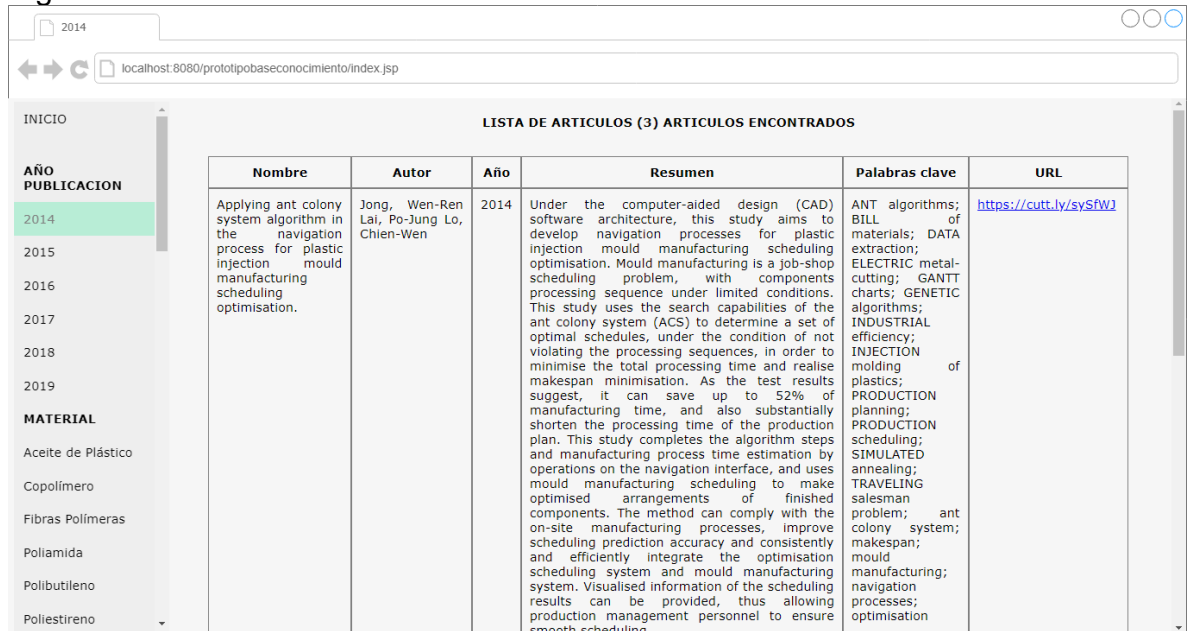 2014
localhost:8080/prototipobaseconocimiento/index.jsp
INICIO
AÑO
PUBLICACION
2014
2015
2016
2017
2018
2019
MATERIAL
Aceite de Plástico
Copolímero
Fibras Polímeras
Poliamida
Polibutileno
Poliestireno
LISTA DE ARTICULOS (3) ARTICULOS ENCONTRADOS
Nombre
Autor
Año
Resumen
Palabras clave
URL
Applying ant colony
system algorithm in
the navigation
process for plastic
injection mould
manufacturing
scheduling
optimisation.
Jong, Wen-Ren
Lai, Po-Jung Lo,
Chien-Wen
2014
Under the computer-aided design (CAD)
software architecture, this study aims to
develop navigation processes for plastic
injection mould manufacturing scheduling
optimisation. Mould manufacturing is a job-shop
scheduling problem, with components
processing sequence under limited conditions.
This study uses the search capabilities of the
ant colony system (ACS) to determine a set of
optimal schedules, under the condition of not
violating the processing sequences, in order to
minimise the total processing time and realise
makespan minimisation. As the test results
suggest, it can save up to 52% of
manufacturing time, and also substantially
shorten the processing time of the production
plan. This study completes the algorithm steps
and manufacturing process time estimation by
operations on the navigation interface, and uses
mould manufacturing scheduling to make
optimised arrangements of finished
components. The method can comply with the
on-site manufacturing processes, improve
scheduling prediction accuracy and consistently
and efficiently integrate the optimisation
scheduling system and mould manufacturing
system. Visualised information of the scheduling
results can be provided, thus allowing
production management personnel to ensure
smooth scheduling.
ANT algorithms;
BILL of
materials; DATA
extraction;
ELECTRIC metal-
cutting; GANTT
charts; GENETIC
algorithms;
INDUSTRIAL
efficiency;
INJECTION
molding of
plastics;
PRODUCTION
planning;
PRODUCTION
scheduling;
SIMULATED
annealing;
TRAVELING
salesman
problem; ant
colony system;
makespan;
mould
manufacturing;
navigation
processes;
optimisation
https://cutt.ly/sySfWJ